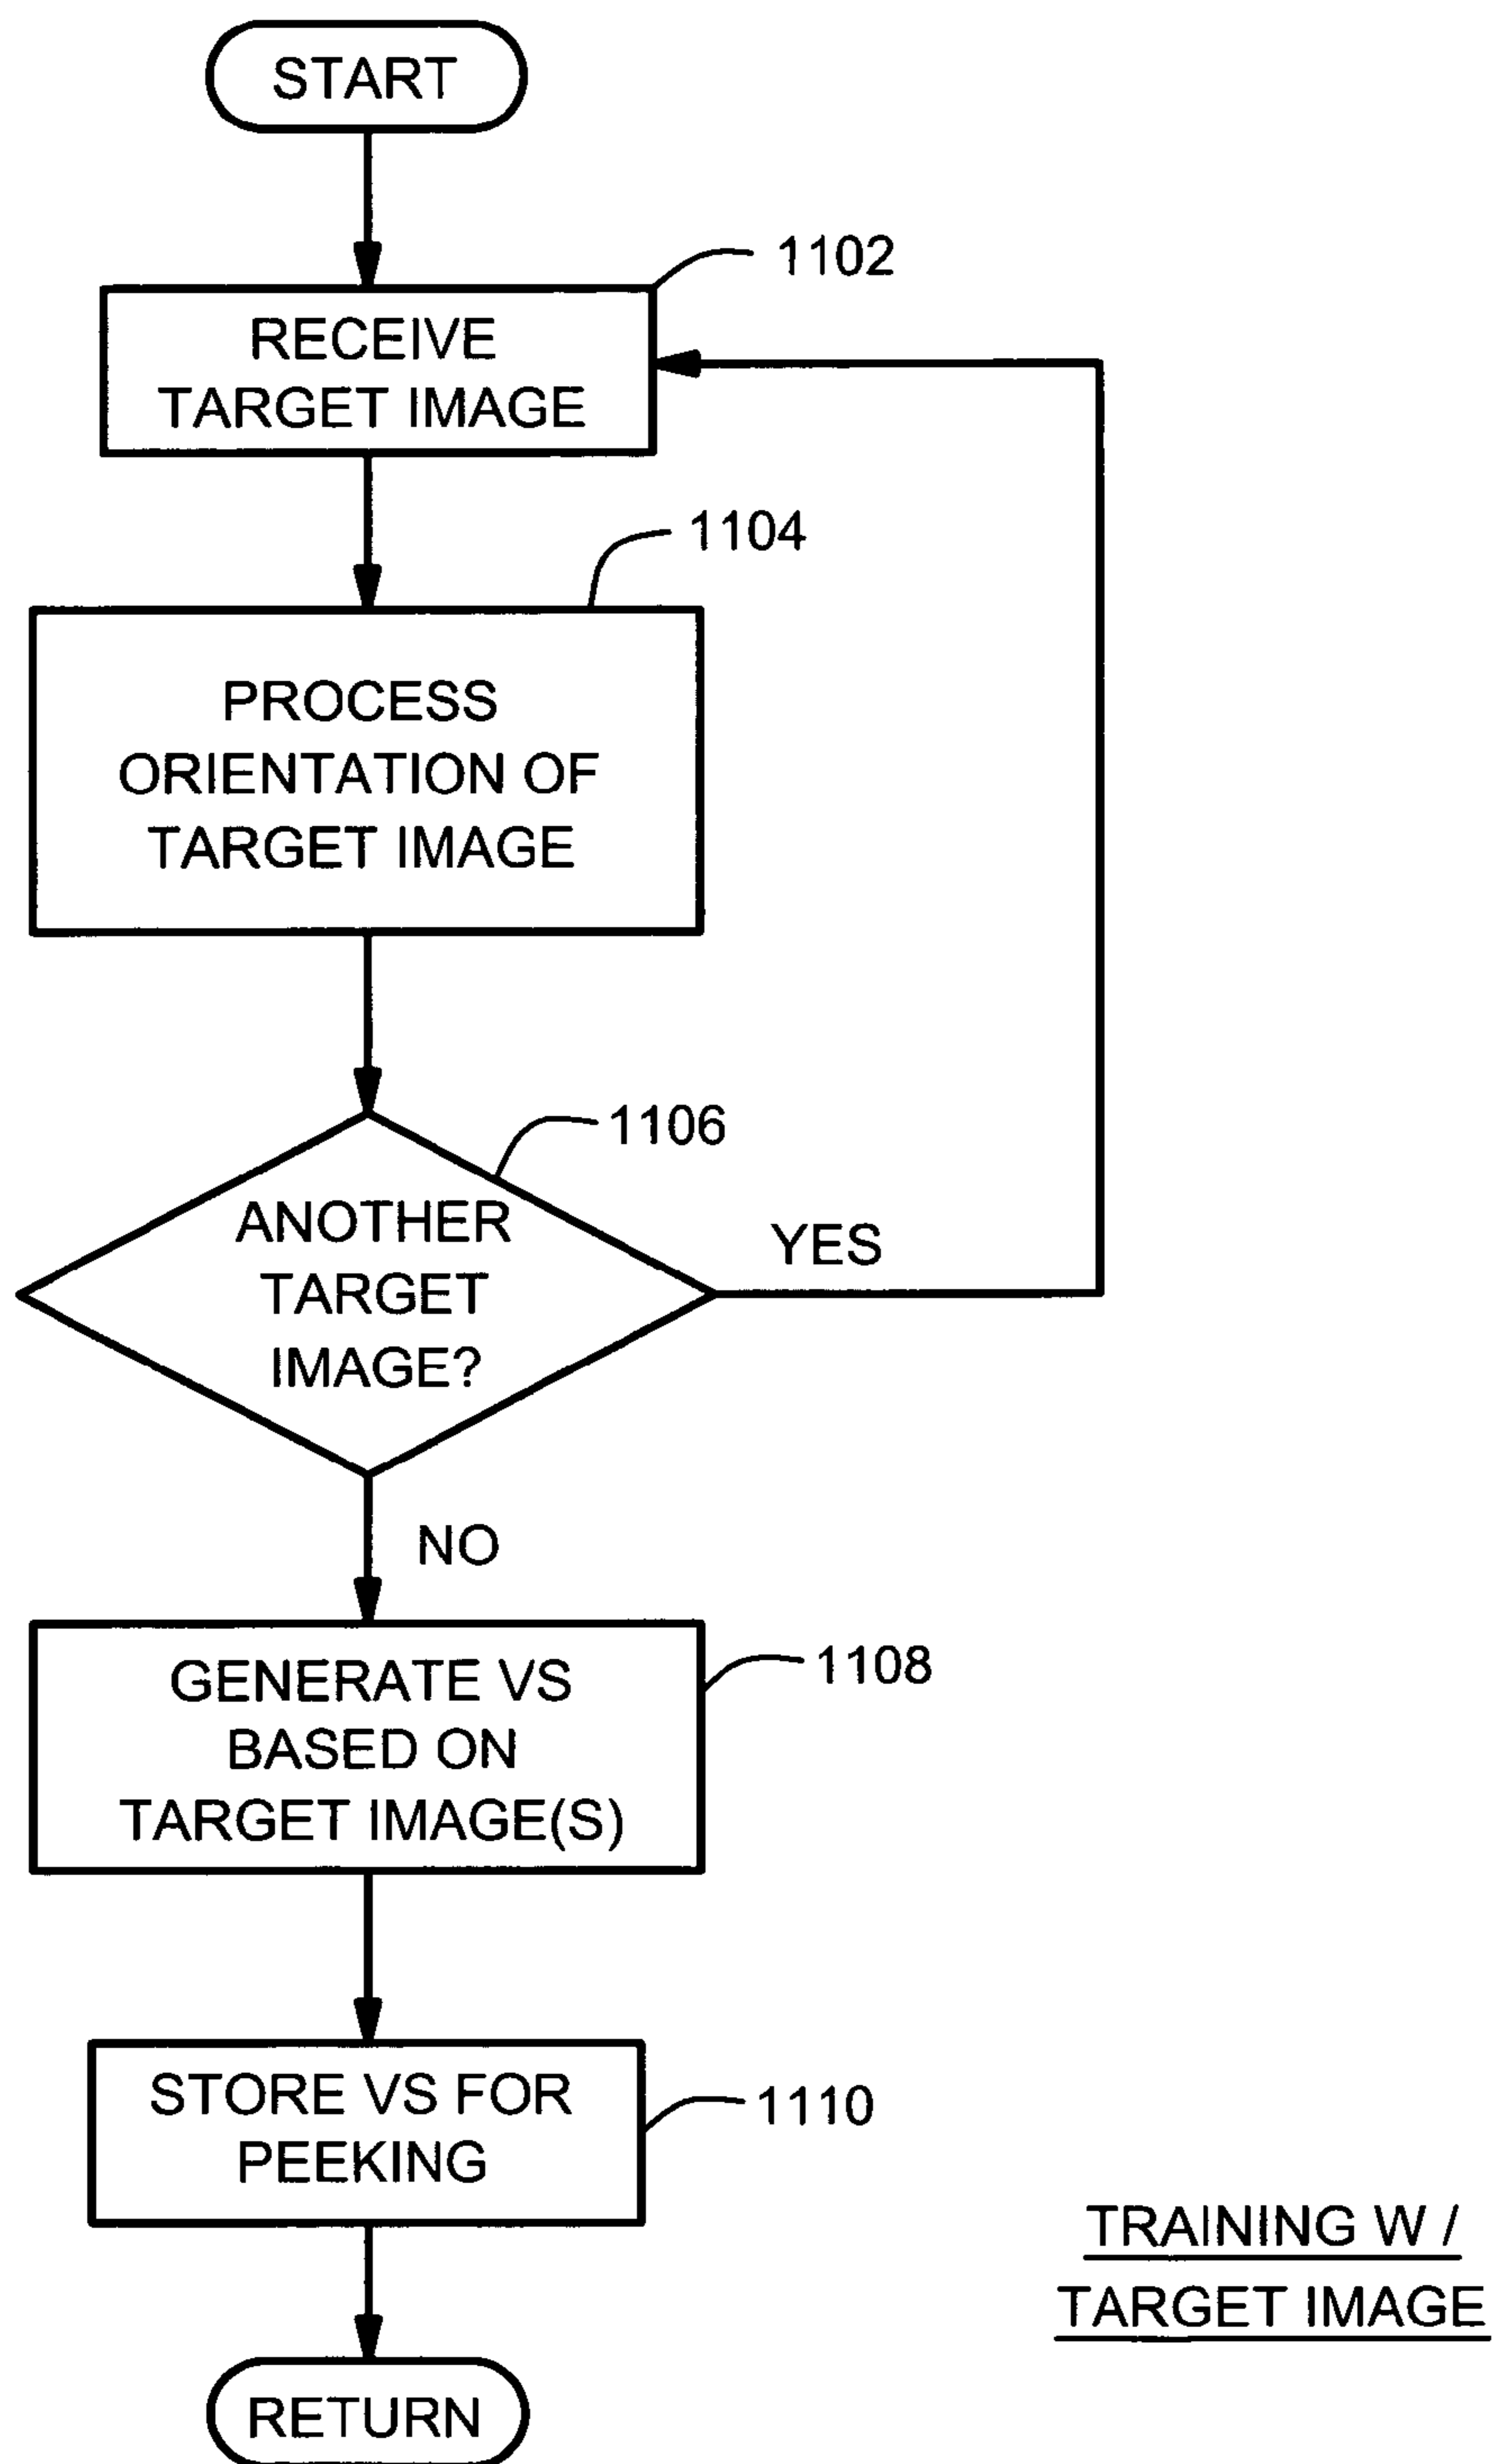 START
1102
RECEIVE
TARGET IMAGE
1104
PROCESS
ORIENTATION OF
TARGET IMAGE
1106
ANOTHER
TARGET
IMAGE?
YES
NO
GENERATE VS
BASED ON
TARGET IMAGE(S)
1108
STORE VS FOR
PEEKING
1110
TRAINING W /
TARGET IMAGE
RETURN